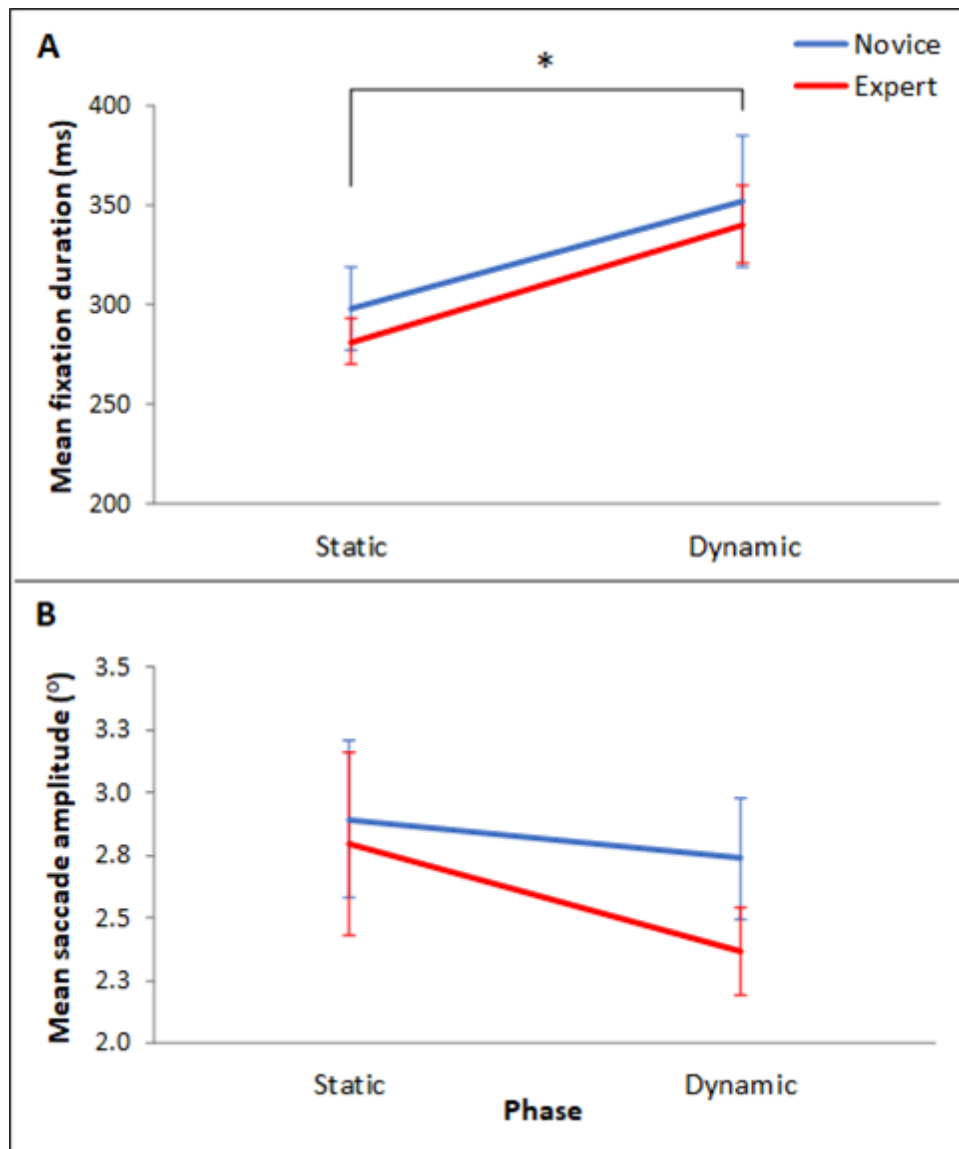 A
Novice
Expert
*
Mean fixation duration (ms)
400
350
300
250
200
Static Dynamic
B
Mean saccade amplitude (°)
3.5
3.3
3.0
2.8
2.5
2.3
2.0
Static Dynamic
Phase